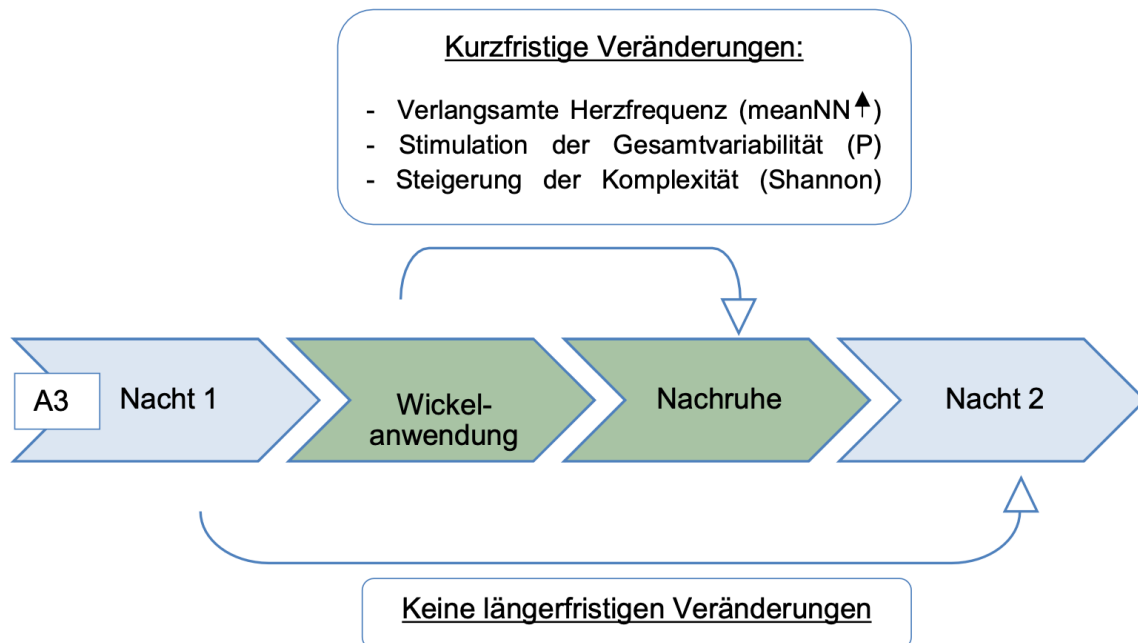 Kurzfristige Veränderungen:
- Verlangsamte Herzfrequenz (meanNN↑)
- Stimulation der Gesamtvariabilität (P)
- Steigerung der Komplexität (Shannon)
A3
Nacht 1
Wickel-
anwendung
Nachruhe
Nacht 2
Keine längerfristigen Veränderungen